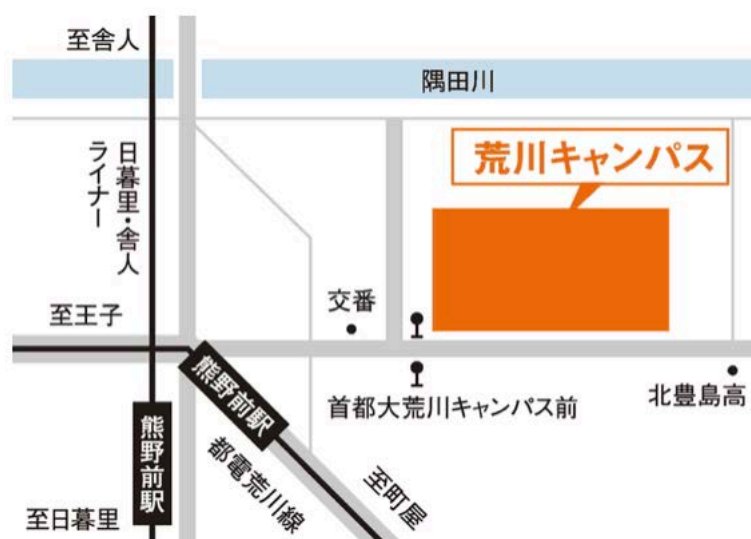 至舎人
隅田川
荒川キャンパス
日暮里・舎人
ライナー
至王子
交番
熊野前駅
首都大荒川キャンパス前
北豊島高
熊野前駅
都電荒川線
至町屋
至日暮里